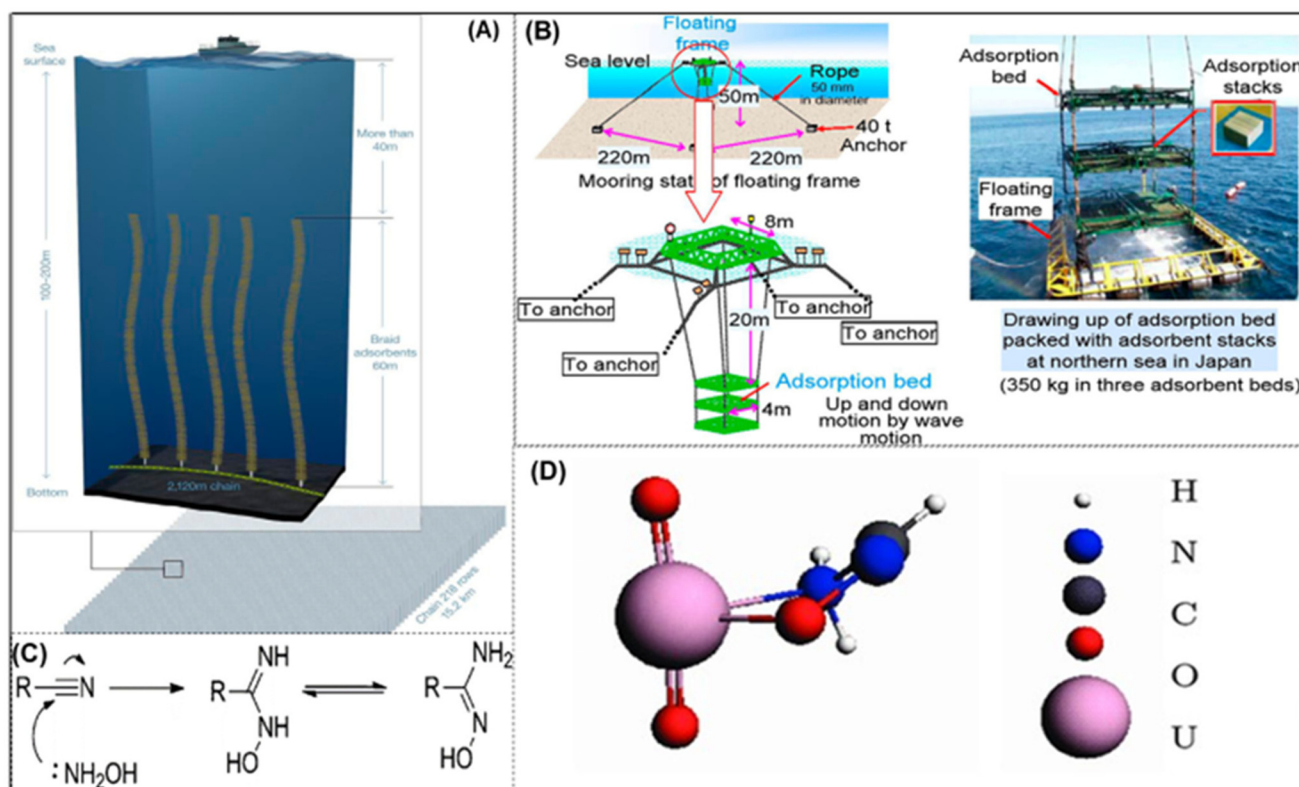 (A)
Sea
surface
More than
40m
100-200m
Braid
adsorbents
60m
Bottom
2,120m chain
Chain 218 rows
15.2 km
(B)
Floating
frame
Sea level
Rope
50 mm
in diameter
50m
40 t
Anchor
220m
220m
Mooring state of floating frame
8m
To anchor
To anchor
20m
To anchor
To anchor
Adsorption bed
4m
Up and down
motion by wave
motion
Adsorption
bed
Adsorption
stacks
Floating
frame
Drawing up of adsorption bed
packed with adsorbent stacks
at northern sea in Japan
(350 kg in three adsorbent beds)
(C)
R
N
:NH2OH
NH
R
NH
HO
NH2
R
N
HO
(D)
H
N
C
O
U